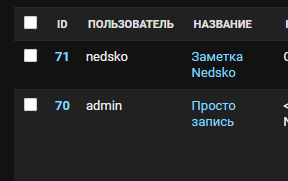 ID ПОЛЬЗОВАТЕЛЬ НАЗВАНИЕ
71 nedsko Заметка
Nedsko
70 admin Просто
запись